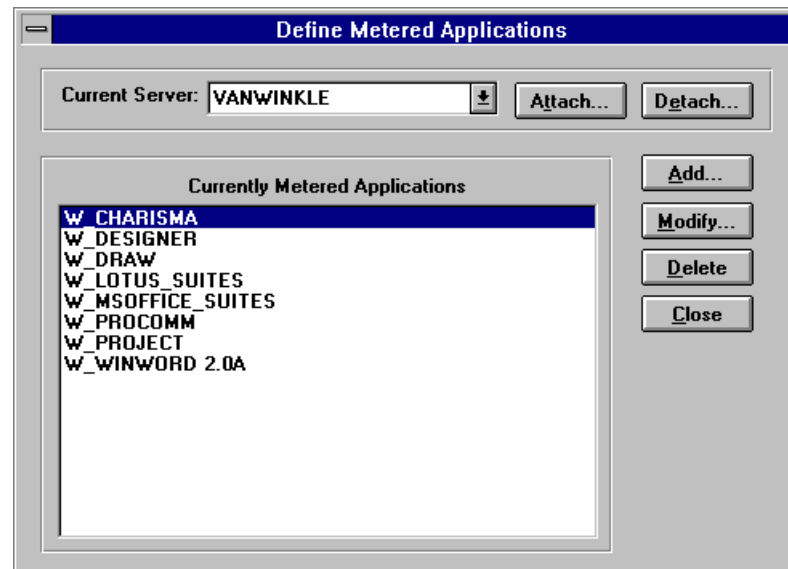 Define Metered Applications
Current Server: VANWINKLE Attach... Detach...
Currently Metered Applications
W_CHARISMA
W_DESIGNER
W_DRAW
W_LOTUS_SUITES
W_MSOFFICE_SUITES
W_PROCOMM
W_PROJECT
W_WINWORD 2.0A
Add...
Modify...
Delete
Close